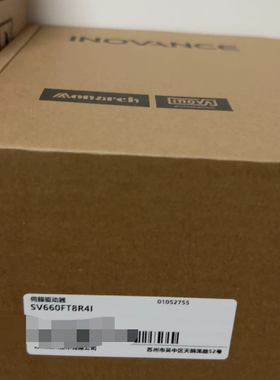 INOVANCE
Monarch
伺服驱动器
01052755
SV660FT8R4I
苏州市吴中区天鹅荡路52号